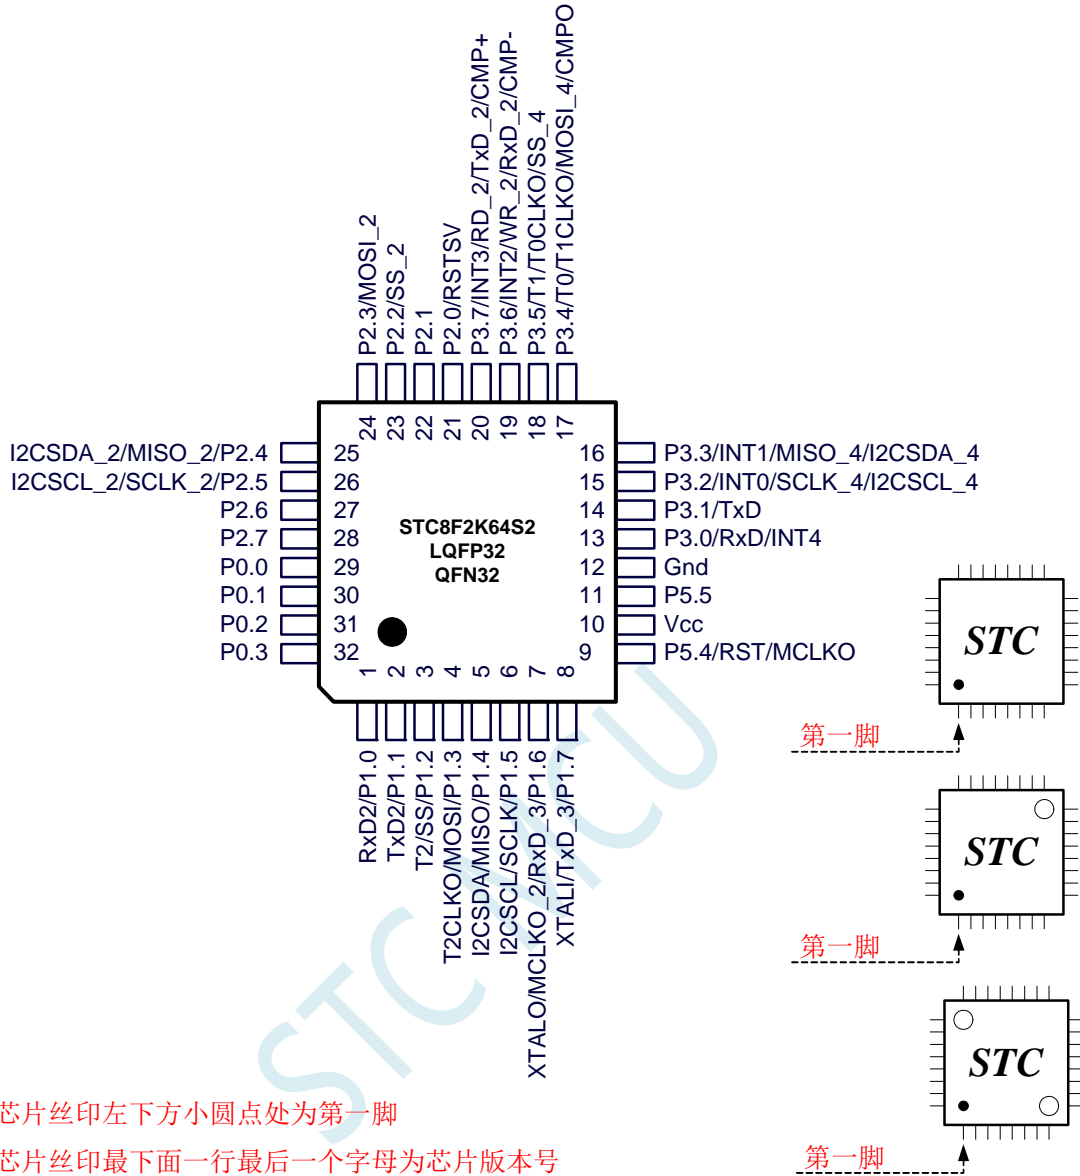 P2.3/MOSI_2
P2.2/SS_2
P2.1
P2.0/RSTSV
P3.7/INT3/RD_2/TxD_2/CMP+
P3.6/INT2/WR_2/RxD_2/CMP-
P3.5/T1/T0CLKO/SS_4
P3.4/T0/T1CLKO/MOSI_4/CMPO
24
23
22
21
20
19
18
17
I2CSDA_2/MISO_2/P2.4
I2CSCL_2/SCLK_2/P2.5
P2.6
P2.7
P0.0
P0.1
P0.2
P0.3
25
26
27
28
29
30
31
32
STC8F2K64S2
LQFP32
QFN32
16
15
14
13
12
11
10
9
P3.3/INT1/MISO_4/I2CSDA_4
P3.2/INT0/SCLK_4/I2CSCL_4
P3.1/TxD
P3.0/RxD/INT4
Gnd
P5.5
Vcc
P5.4/RST/MCLKO
1
2
3
4
5
6
7
8
RxD2/P1.0
TxD2/P1.1
T2/SS/P1.2
T2CLKO/MOSI/P1.3
I2CSDA/MISO/P1.4
I2CSCL/SCLK/P1.5
XTALO/MCLKO_2/RxD_3/P1.6
XTALI/TxD_3/P1.7
STC
第一脚
STC
第一脚
STC
第一脚
STC MCU
芯片丝印左下方小圆点处为第一脚
芯片丝印最下面一行最后一个字母为芯片版本号